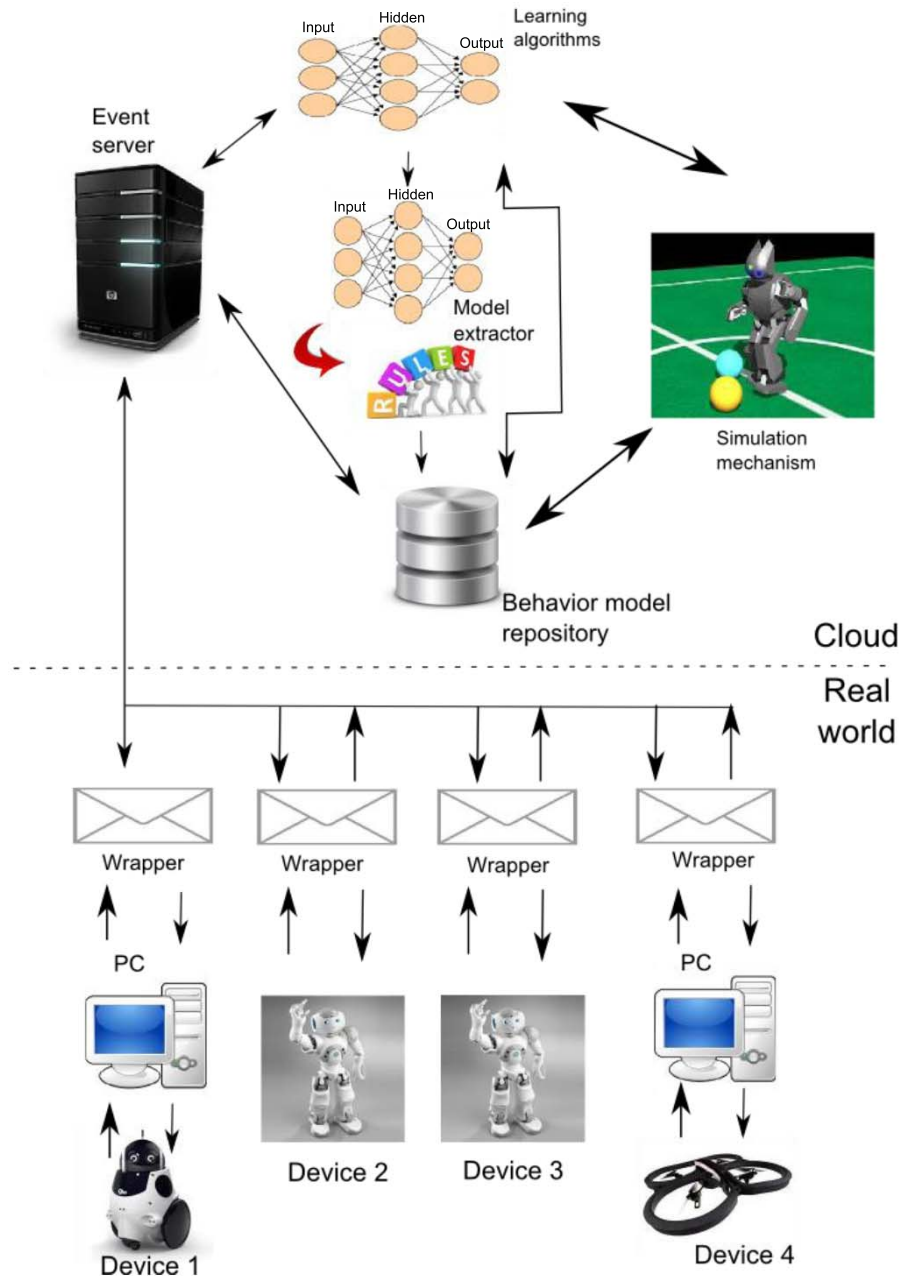 Hidden
Learning
Input
Output
algorithms
Event
server
Hidden
Input
Output
Model
extractor
RULES
Simulation
mechanism
Behavior model
repository
Cloud
Real
world
Wrapper
Wrapper
Wrapper
Wrapper
PC
PC
Device 2
Device 3
Device 1
Device 4